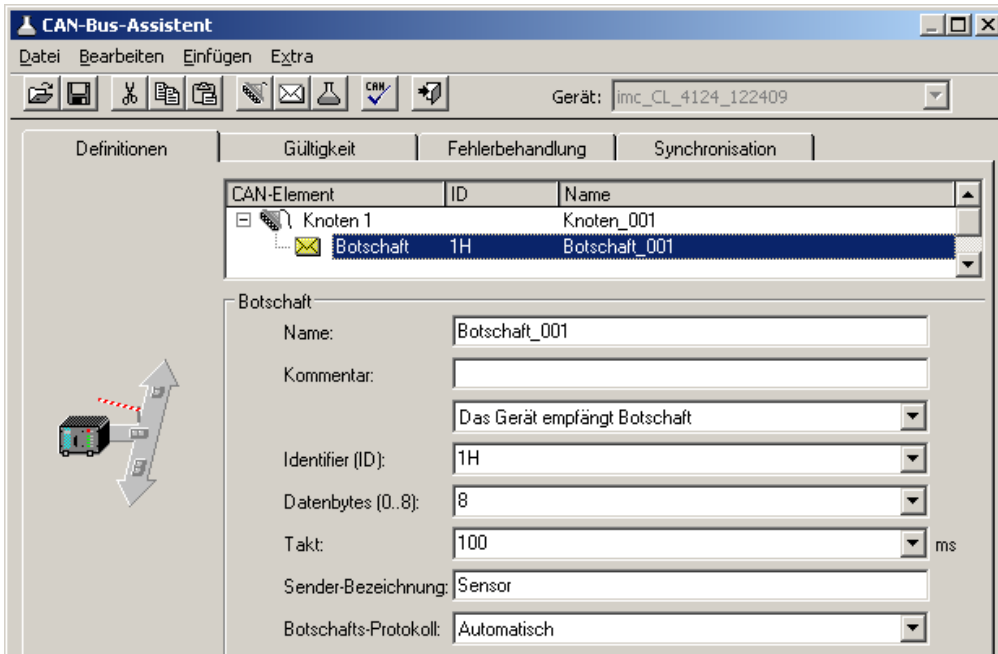 CAN-Bus-Assistent
Datei Bearbeiten Einfügen Extra
CAN Gerät: imc_CL_4124_122409
Definitionen Gültigkeit Fehlerbehandlung Synchronisation
CAN-Element ID Name
Knoten 1 Knoten_001
Botschaft 1H Botschaft_001
Botschaft
Name: Botschaft_001
Kommentar:
Das Gerät empfängt Botschaft
Identifier (ID): 1H
Datenbytes (0..8): 8
Takt: 100 ms
Sender-Bezeichnung: Sensor
Botschafts-Protokoll: Automatisch